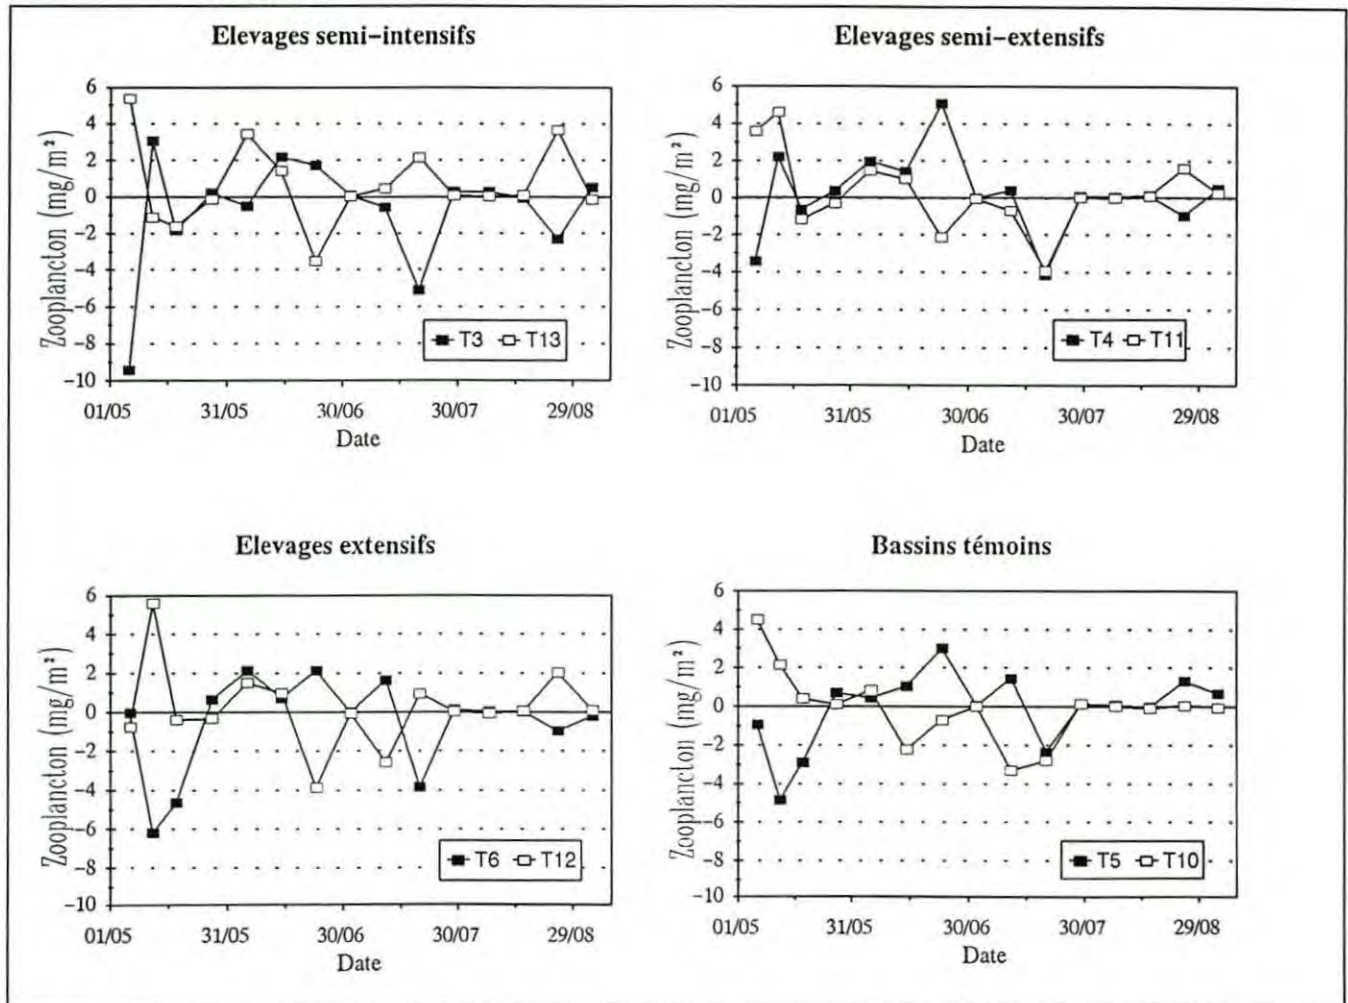 Elevages semi-intensifs
Zooplancton (mg/m²)
6
4
2
0
-2
-4
-6
-8
-10
T3 T13
01/05 31/05 30/06 30/07 29/08
Date
Elevages semi-extensifs
Zooplancton (mg/m²)
6
4
2
0
-2
-4
-6
-8
-10
T4 T11
01/05 31/05 30/06 30/07 29/08
Date
Elevages extensifs
Zooplancton (mg/m²)
6
4
2
0
-2
-4
-6
-8
-10
T6 T12
01/05 31/05 30/06 30/07 29/08
Date
Bassins témoins
Zooplancton (mg/m²)
6
4
2
0
-2
-4
-6
-8
-10
T5 T10
01/05 31/05 30/06 30/07 29/08
Date